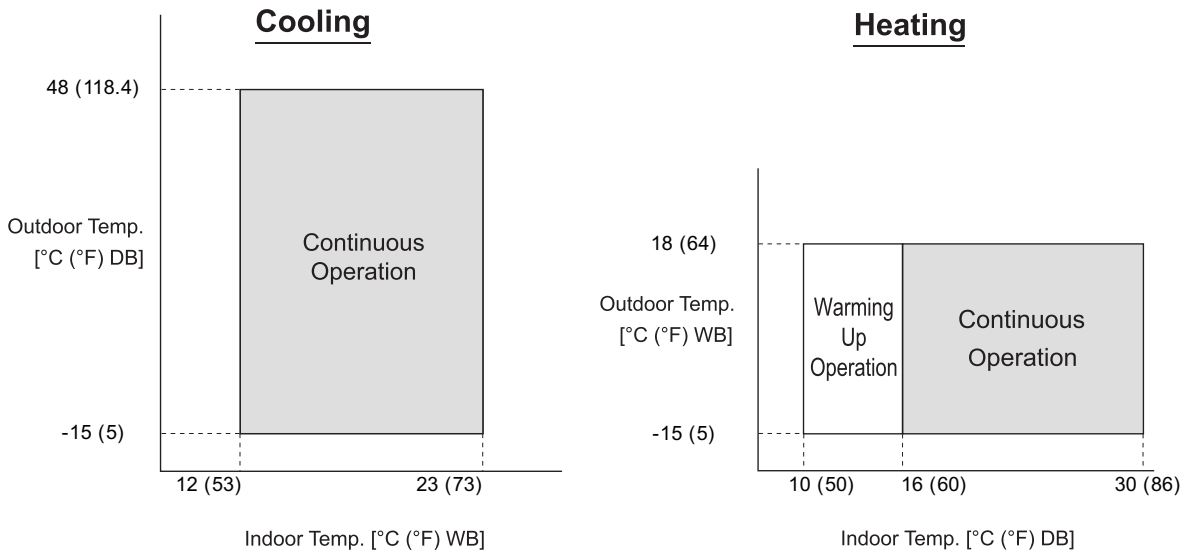 Cooling
48 (118.4)
Outdoor Temp.
[°C (°F) DB]
Continuous
Operation
-15 (5)
12 (53)
23 (73)
Indoor Temp. [°C (°F) WB]
Heating
18 (64)
Outdoor Temp.
[°C (°F) WB]
Warming
Up
Operation
Continuous
Operation
-15 (5)
10 (50)
16 (60)
30 (86)
Indoor Temp. [°C (°F) DB]